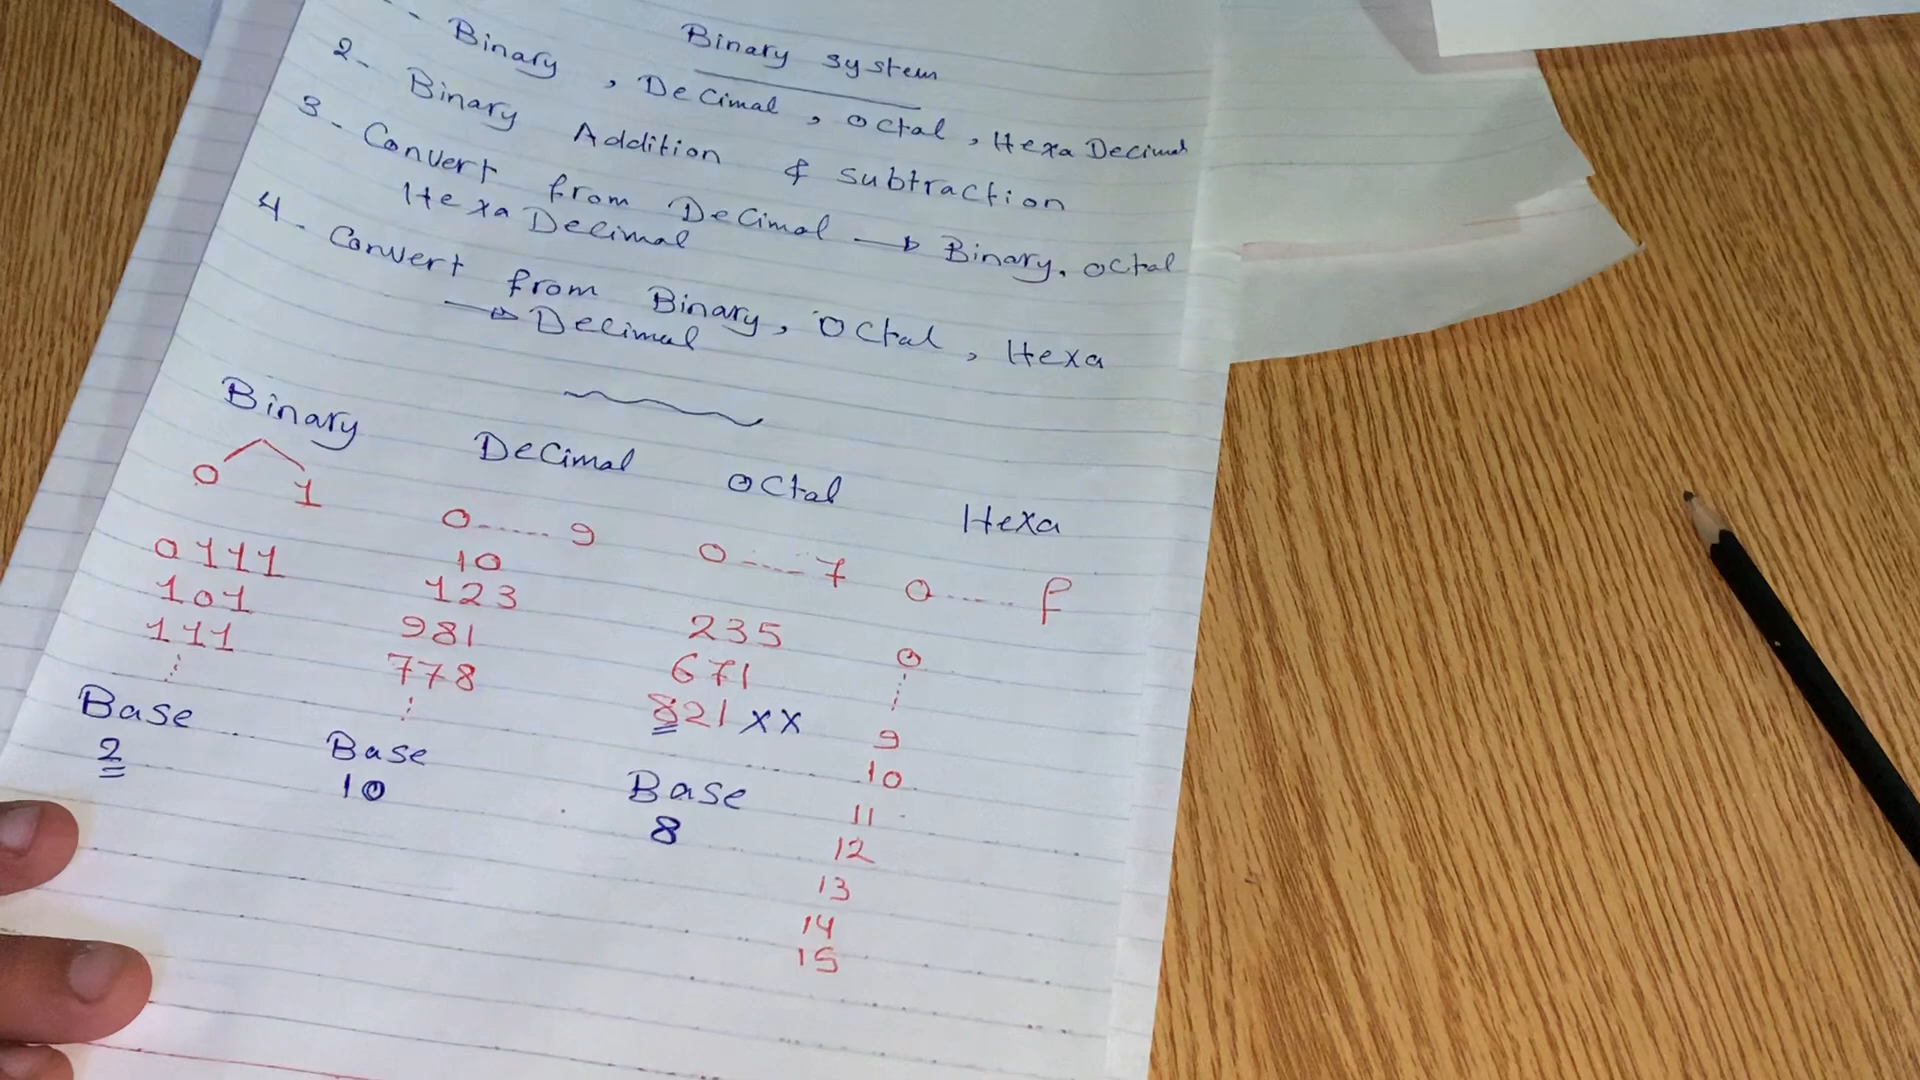 Binary system
- Binary, Decimal, Octal, Hexa Decimal
2- Binary Addition & subtraction
3- Convert from Decimal → Binary, octal
Hexa Decimal
4- Convert from Binary, Octal, Hexa
→ Decimal
Binary Decimal Octal Hexa
0 1 0.....9 0.....7 0.....f
0111 10
101 123 235 0
111 981 671 9
778 821 xx 10
Base Base Base 11
2 10 8 12
13
14
15